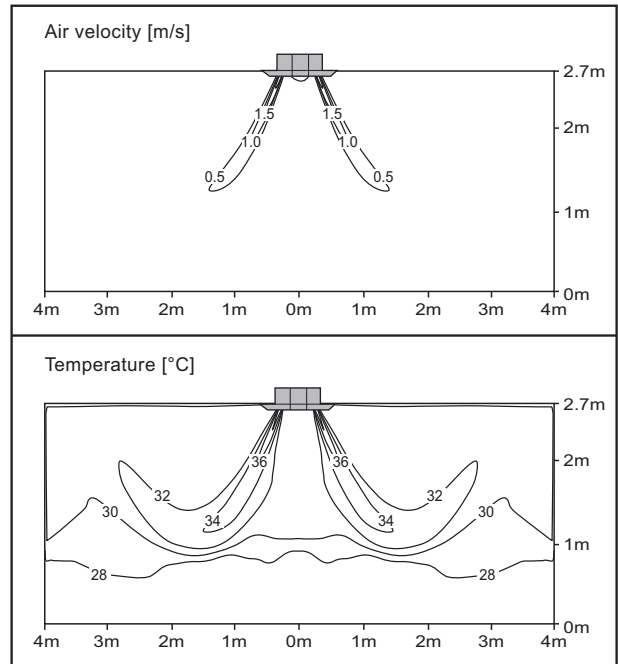 Air velocity [m/s]
2.7m
1.5 1.5
2m
1.0 1.0
0.5 0.5
1m
0m
4m 3m 2m 1m 0m 1m 2m 3m 4m
Temperature [°C]
2.7m
36 36
2m
32 32
30 34 34 30
1m
28 28
0m
4m 3m 2m 1m 0m 1m 2m 3m 4m